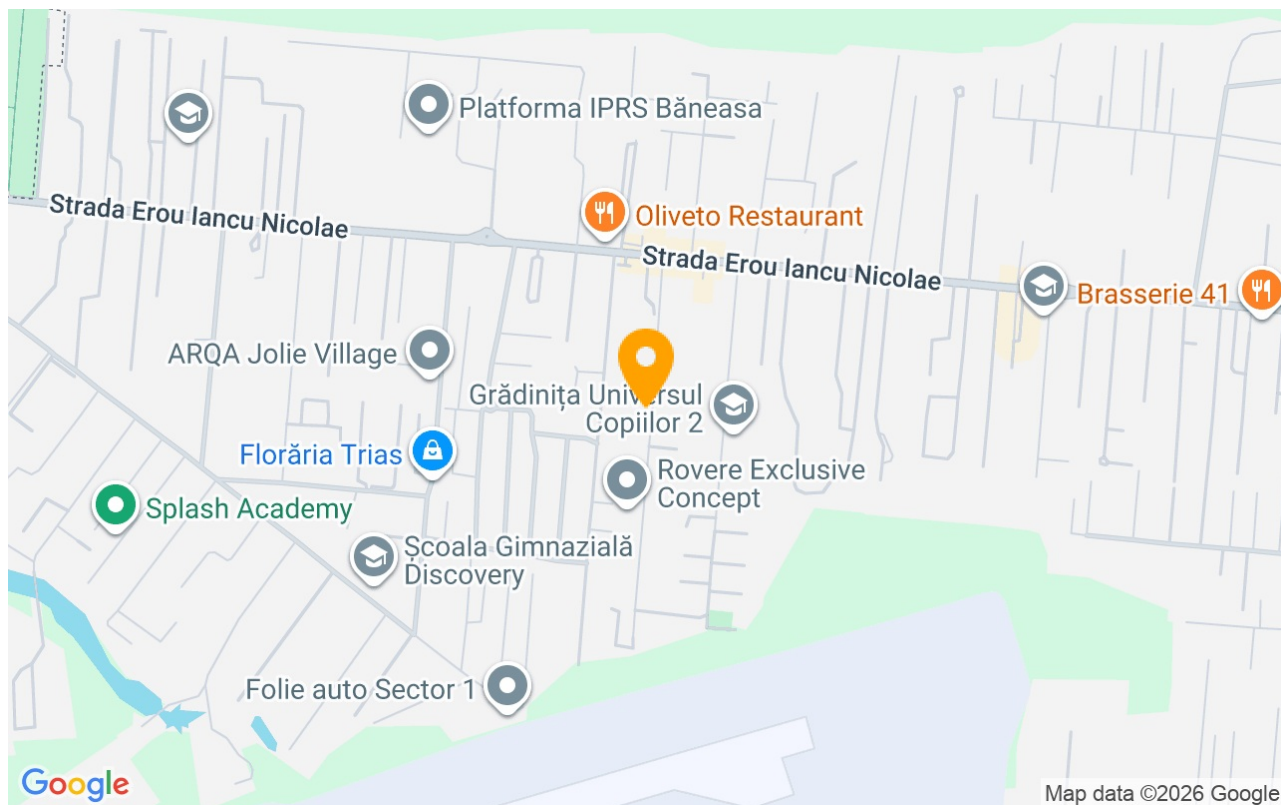 Platforma IPRS Băneasa
Strada Erou Iancu Nicolae
Oliveto Restaurant
Strada Erou Iancu Nicolae
Brasserie 41
ARQA Jolie Village
Grădinița Universul
Copiilor 2
Florăria Trias
Rovere Exclusive
Concept
Splash Academy
Școala Gimnazială
Discovery
Folie auto Sector 1
Google
Map data ©2026 Google